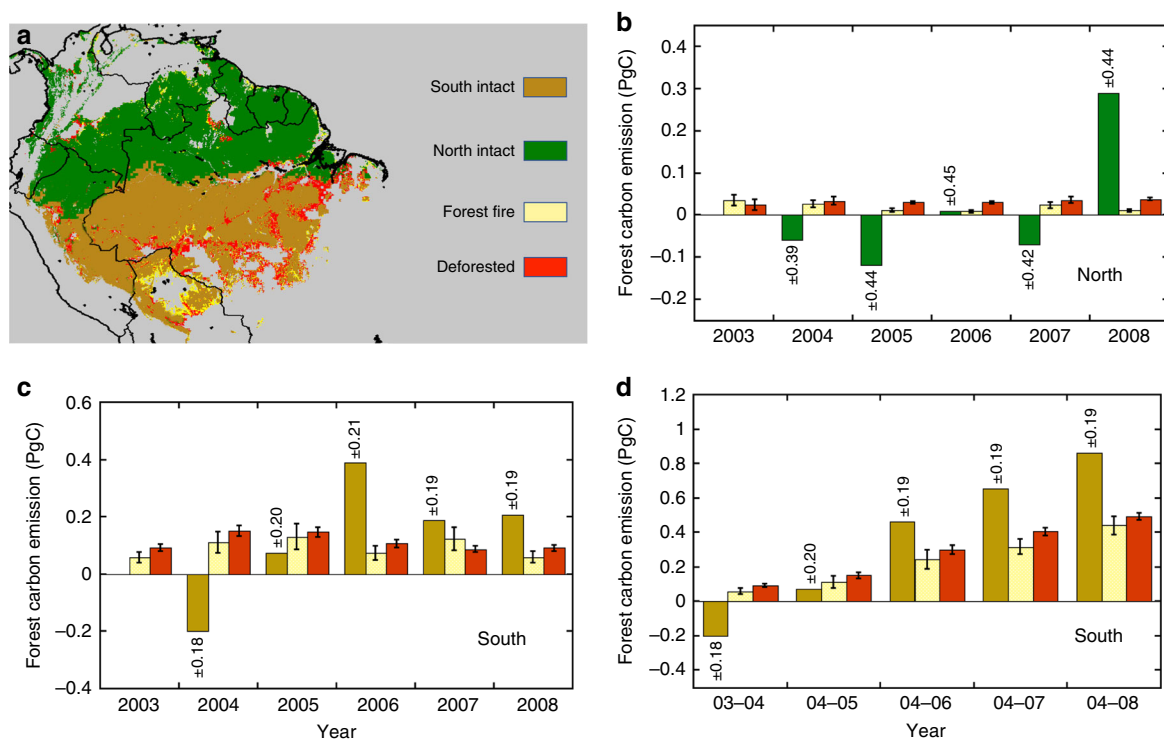 a
South intact
North intact
Forest fire
Deforested
b
Forest carbon emission (PgC)
0.4
0.3
0.2
0.1
0
–0.1
–0.2
±0.39
±0.44
±0.45
±0.42
±0.44
North
2003 2004 2005 2006 2007 2008
c
Forest carbon emission (PgC)
0.6
0.4
0.2
0
–0.2
–0.4
±0.18
±0.20
±0.21
±0.19
±0.19
South
2003 2004 2005 2006 2007 2008
Year
d
Forest carbon emission (PgC)
1.2
1
0.8
0.6
0.4
0.2
0
–0.2
–0.4
±0.18
±0.20
±0.19
±0.19
±0.19
South
03–04 04–05 04–06 04–07 04–08
Year